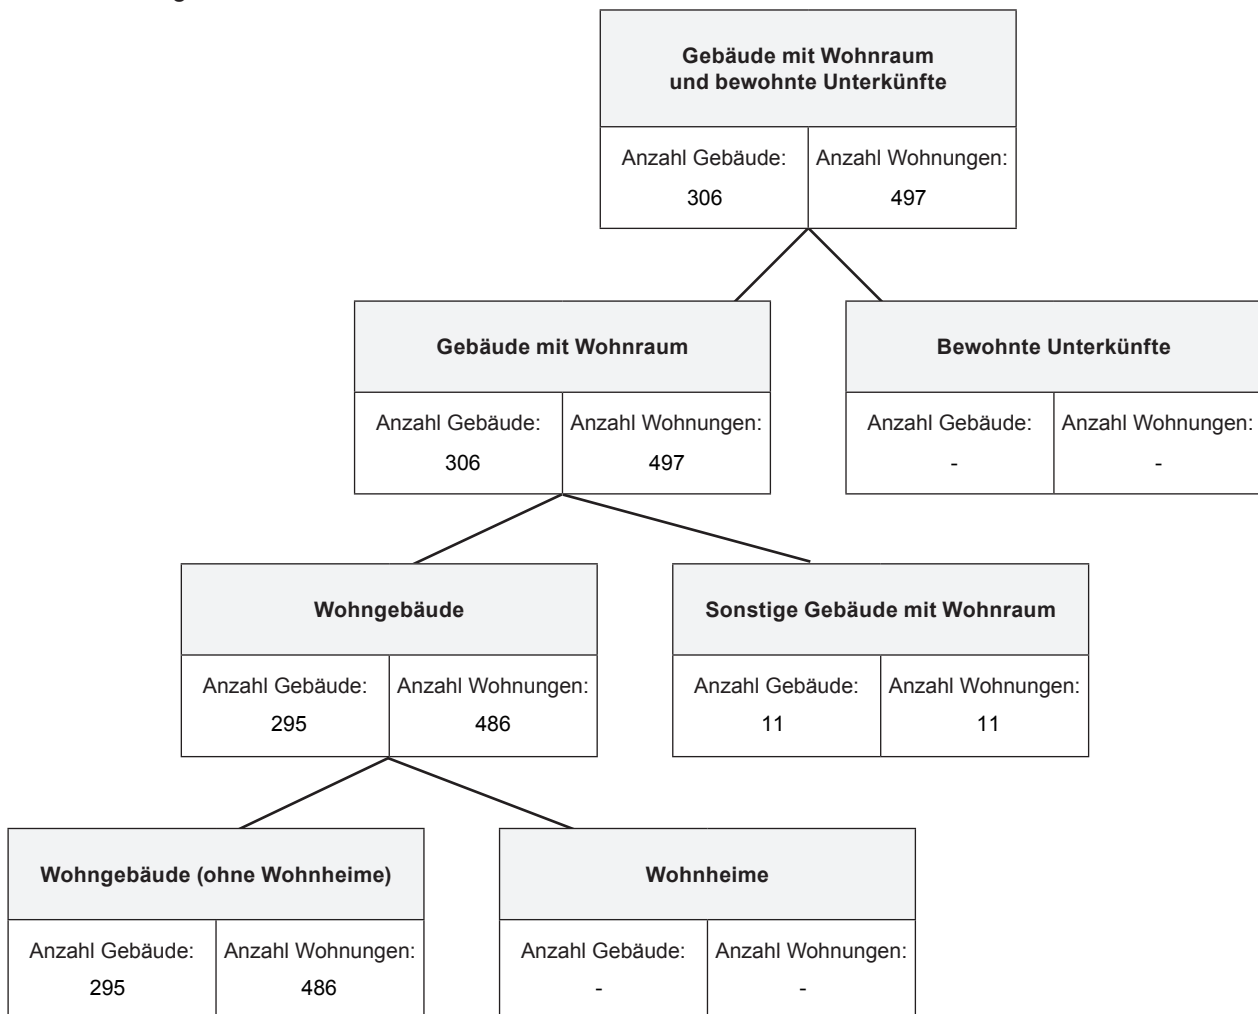 Gebäude mit Wohnraum
und bewohnte Unterkünfte
Anzahl Gebäude: Anzahl Wohnungen:
306 497
Gebäude mit Wohnraum
Anzahl Gebäude: Anzahl Wohnungen:
306 497
Bewohnte Unterkünfte
Anzahl Gebäude: Anzahl Wohnungen:
- -
Wohngebäude
Anzahl Gebäude: Anzahl Wohnungen:
295 486
Sonstige Gebäude mit Wohnraum
Anzahl Gebäude: Anzahl Wohnungen:
11 11
Wohngebäude (ohne Wohnheime)
Anzahl Gebäude: Anzahl Wohnungen:
295 486
Wohnheime
Anzahl Gebäude: Anzahl Wohnungen:
- -